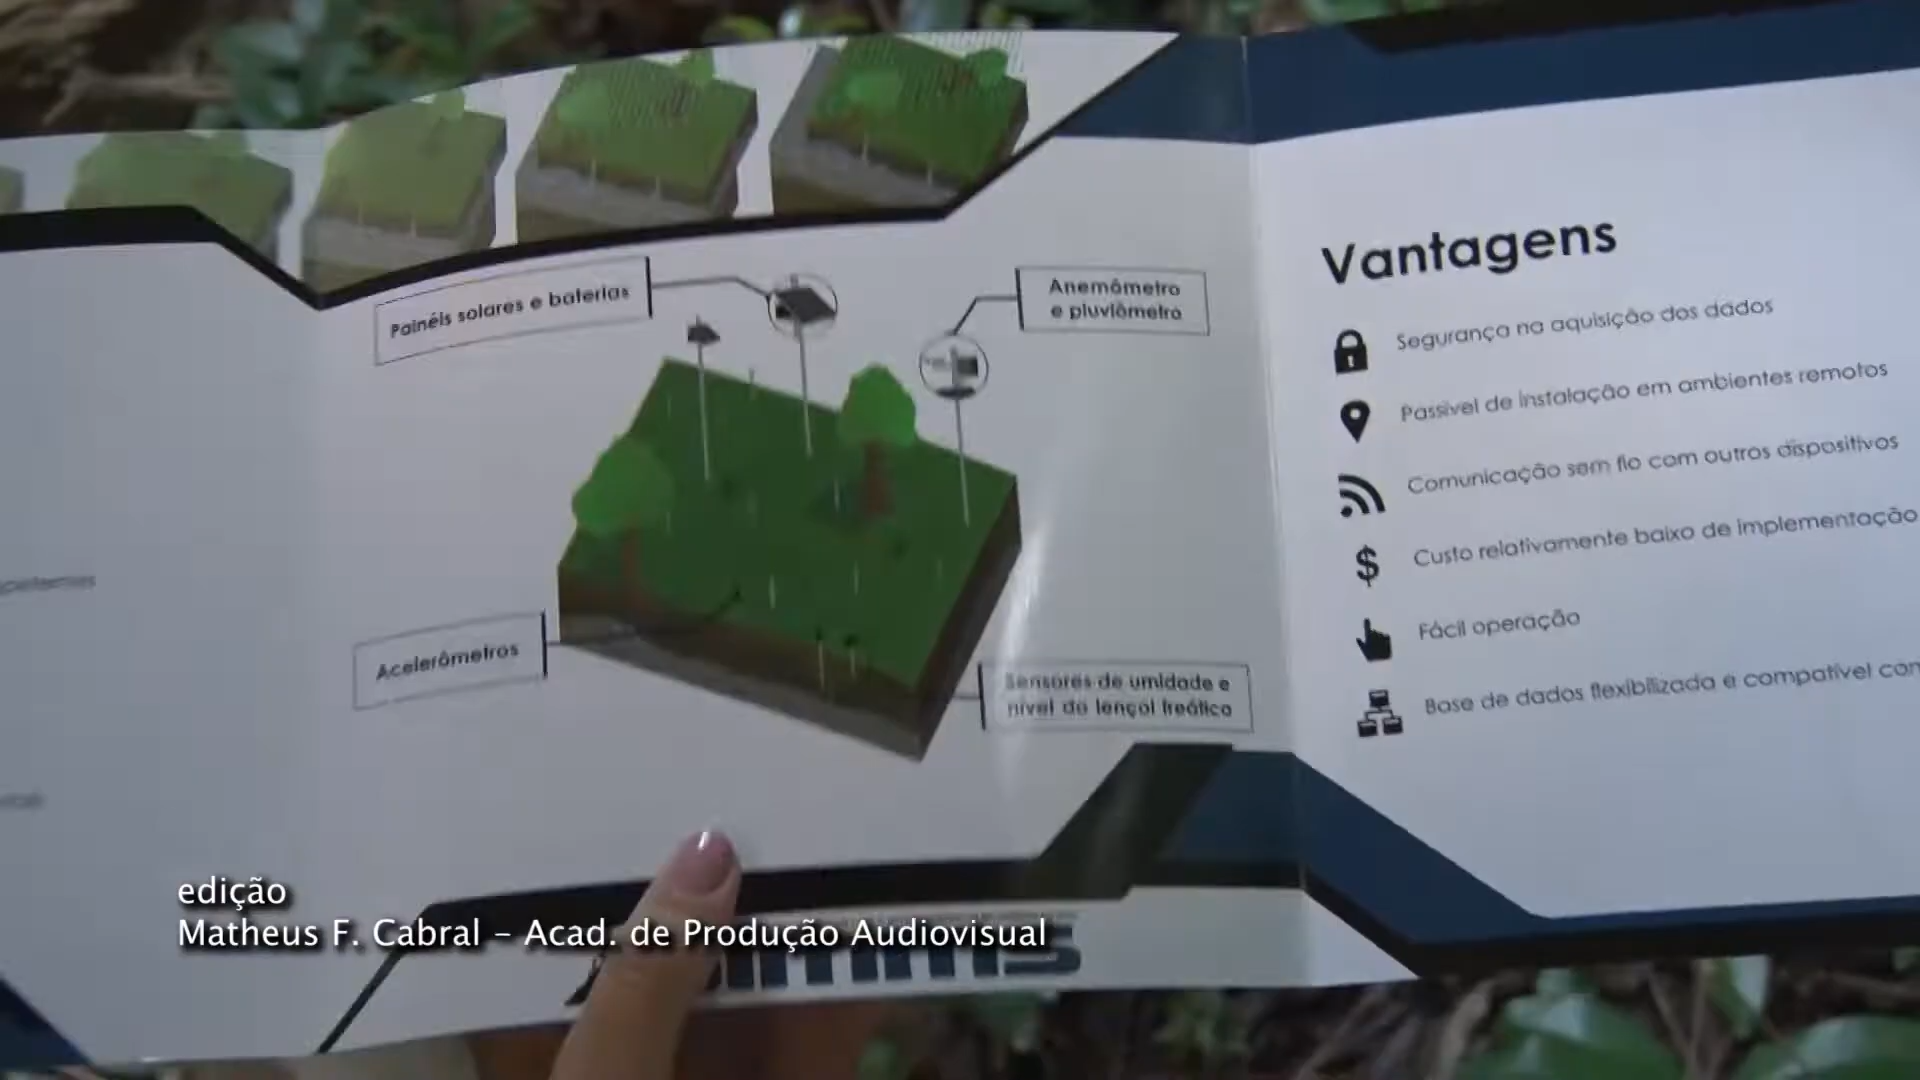 Painéis solares e baterias
Anemômetro
e pluviômetro
Acelerômetros
Sensores de umidade e
nível do lençol freático
Vantagens
Segurança na aquisição dos dados
Passível de instalação em ambientes remotos
Comunicação sem fio com outros dispositivos
Custo relativamente baixo de implementação
Fácil operação
Base de dados flexibilizada e compatível com
edição
Matheus F. Cabral – Acad. de Produção Audiovisual